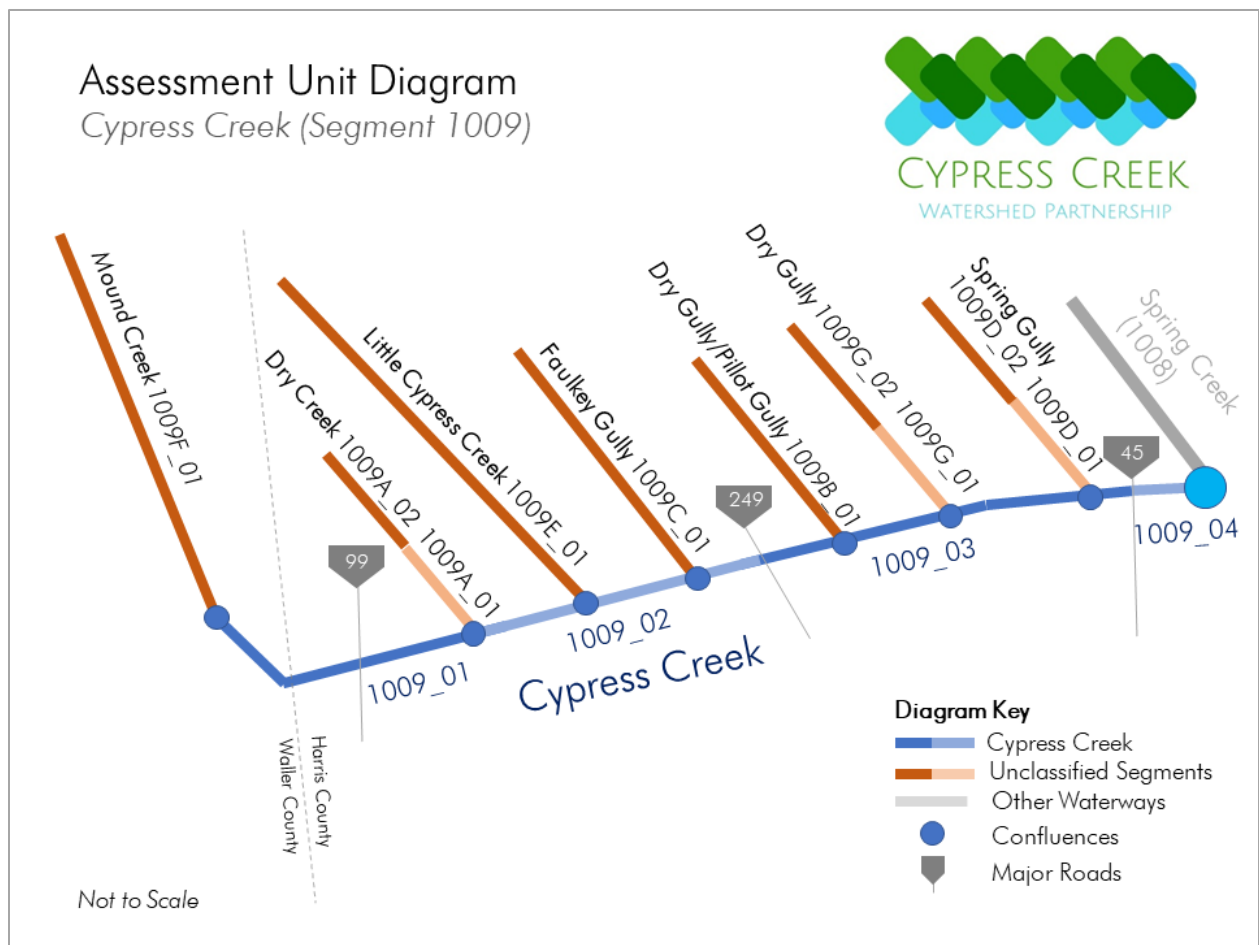 Assessment Unit Diagram
Cypress Creek (Segment 1009)
CYPRESS CREEK
WATERSHED PARTNERSHIP
Mound Creek 1009F_01
Dry Creek 1009A_02 1009A_01
Little Cypress Creek 1009E_01
Faulkey Gully 1009C_01
Dry Gully/Pillot Gully 1009B_01
Dry Gully 1009G_02 1009G_01
Spring Gully
1009D_02 1009D_01
Spring Creek
(1008)
99
249
45
1009_01
1009_02
1009_03
1009_04
Cypress Creek
Waller County
Harris County
Diagram Key
Cypress Creek
Unclassified Segments
Other Waterways
Confluences
Major Roads
Not to Scale